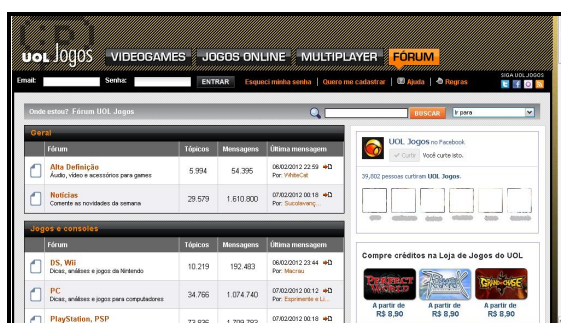 UOL Jogos VIDEOGAMES JOGOS ONLINE MULTIPLAYER FÓRUM
Email: Senha: ENTRAR Esqueci minha senha | Quero me cadastrar | Ajuda | Regras
SIGA UOL JOGOS
Onde estou? Fórum UOL Jogos BUSCAR Ir para
Geral
Fórum Tópicos Mensagens Última mensagem
Alta Definição 5.994 54.395 06/02/2012 22:59
Áudio, vídeo e acessórios para games Por: WhiteCat
Notícias 29.579 1.610.800 07/02/2012 00:18
Comente as novidades da semana Por: Sucolavanç...
Jogos e consoles
Fórum Tópicos Mensagens Última mensagem
DS, Wii 10.219 192.483 06/02/2012 23:44
Dicas, análises e jogos da Nintendo Por: Macrau
PC 34.766 1.074.740 07/02/2012 00:12
Dicas, análises e jogos para computadores Por: Esprimente e Li...
PlayStation, PSP 07/02/2012 00:18
UOL Jogos no Facebook
Curtir Você curte isto.
39,802 pessoas curtiram UOL Jogos.
Compre créditos na Loja de Jogos do UOL
PERFECT WORLD GRAND CHASE
A partir de A partir de A partir de
R$ 8,90 R$ 8,90 R$ 8,90